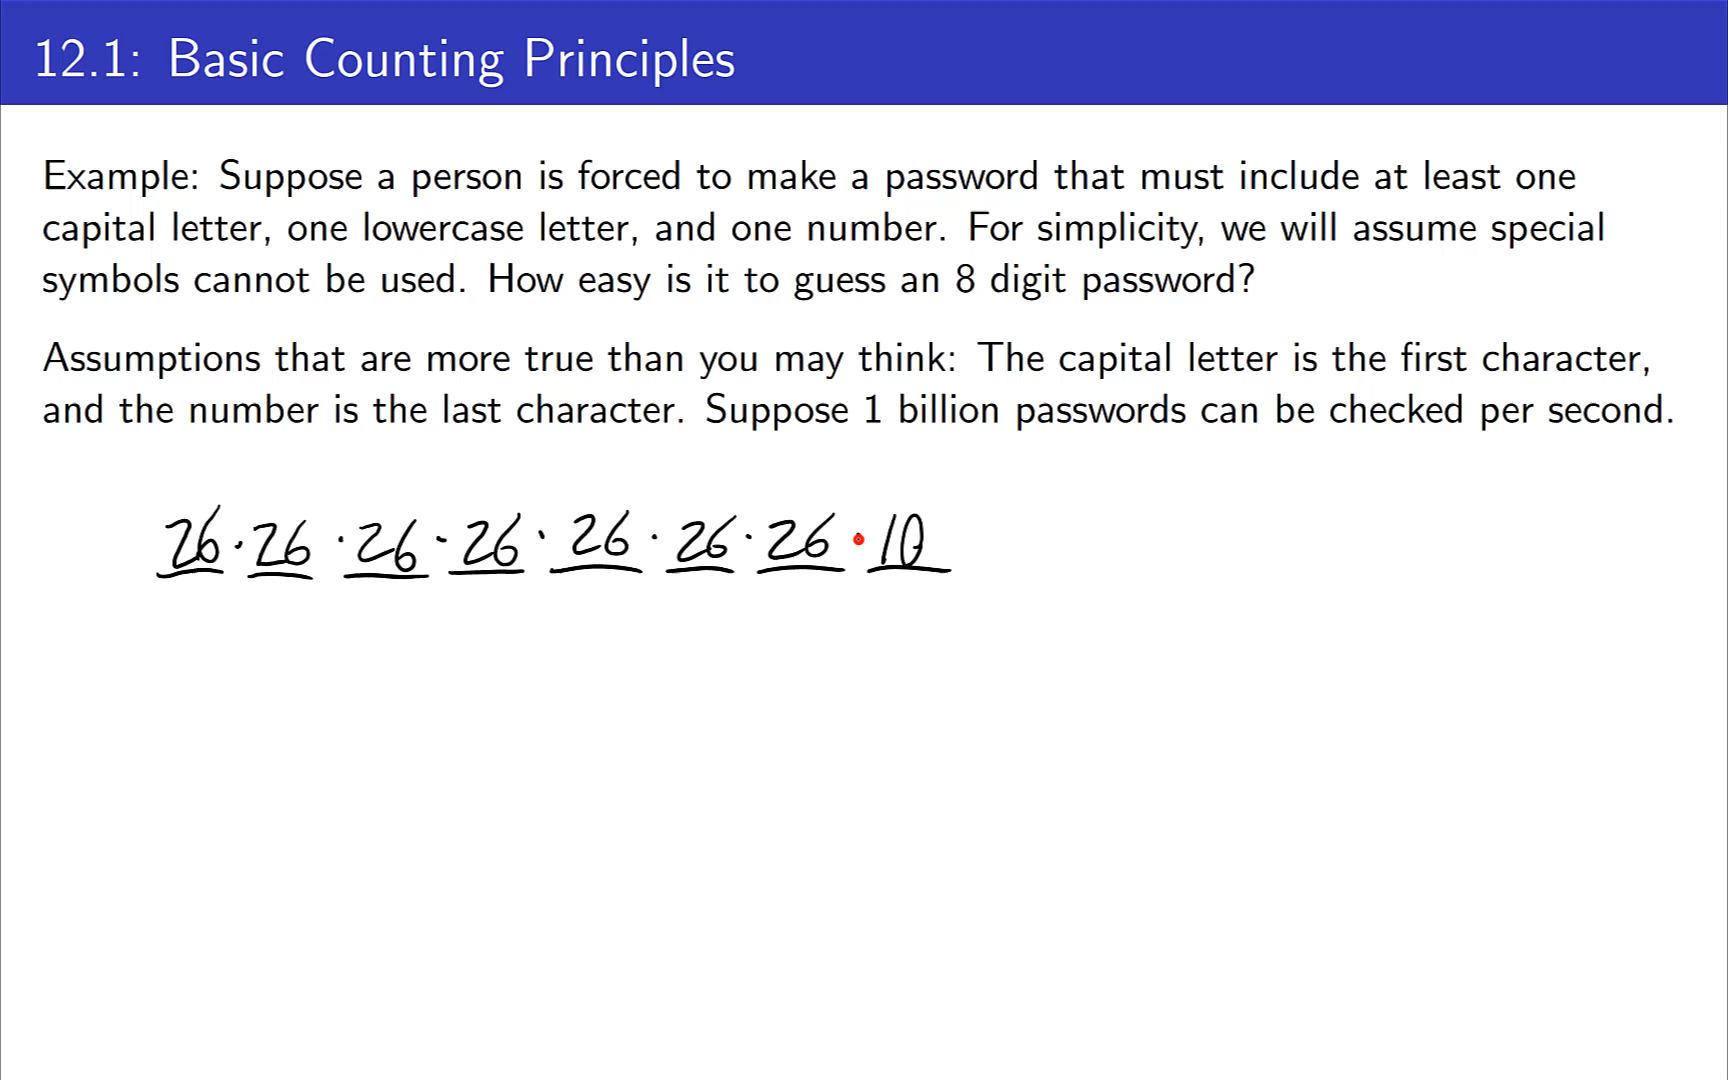 12.1: Basic Counting Principles
Example: Suppose a person is forced to make a password that must include at least one
capital letter, one lowercase letter, and one number. For simplicity, we will assume special
symbols cannot be used. How easy is it to guess an 8 digit password?
Assumptions that are more true than you may think: The capital letter is the first character,
and the number is the last character. Suppose 1 billion passwords can be checked per second.
26 · 26 · 26 · 26 · 26 · 26 · 26 · 10